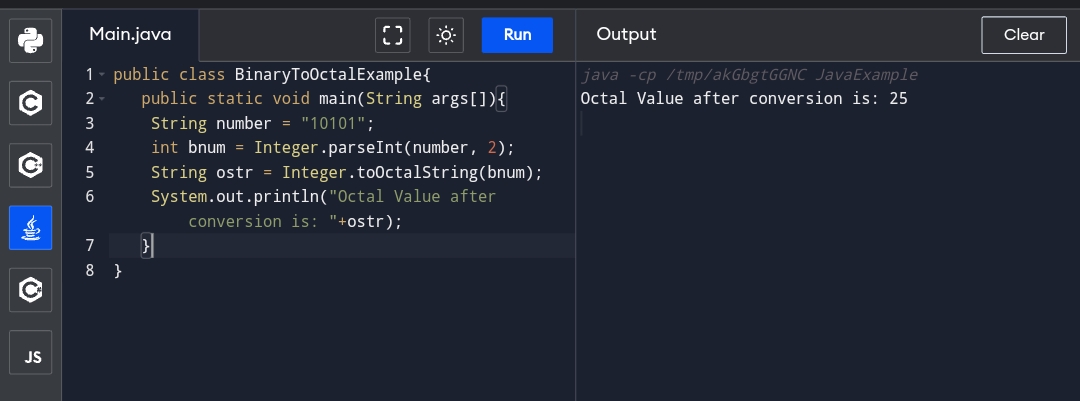 Main.java
Run
Output
Clear
1 public class BinaryToOctalExample{
2 public static void main(String args[]){
3 String number = "10101";
4 int bnum = Integer.parseInt(number, 2);
5 String ostr = Integer.toOctalString(bnum);
6 System.out.println("Octal Value after
conversion is: "+ostr);
7 }
8 }
java -cp /tmp/akGbgtGGNC JavaExample
Octal Value after conversion is: 25
JS